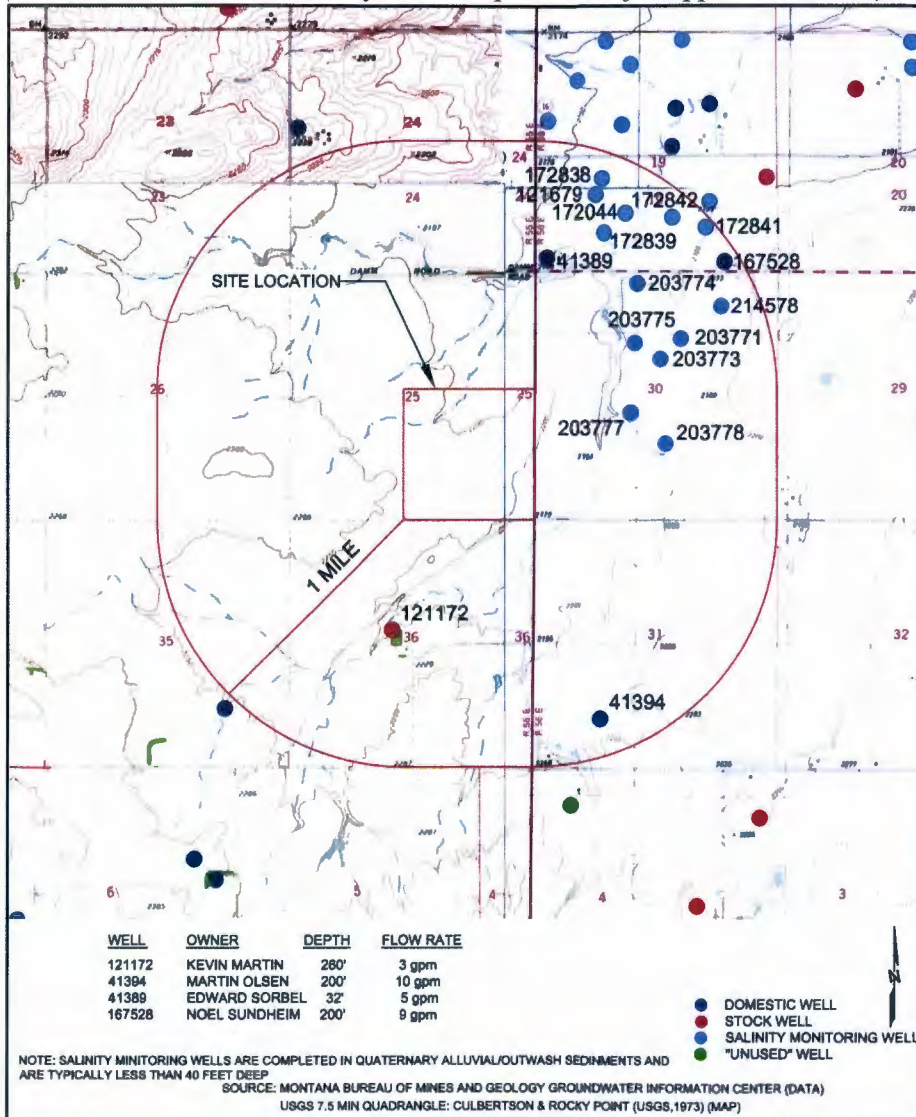 23
24
24
19
20
23
24
19
20
172838
121679
172842
172044
172841
172839
41389
167528
DAMM ROAD
SITE LOCATION
203774
214578
203775
203771
203773
26
25
25
30
29
203777
203778
1 MILE
121172
35
36
36
31
32
41394
6
5
4
4
3
WELL OWNER DEPTH FLOW RATE
121172 KEVIN MARTIN 260' 3 gpm
41394 MARTIN OLSEN 200' 10 gpm
41389 EDWARD SORBEL 32' 5 gpm
167528 NOEL SUNDHEIM 200' 9 gpm
N
DOMESTIC WELL
STOCK WELL
SALINITY MONITORING WELL
"UNUSED" WELL
NOTE: SALINITY MINITORING WELLS ARE COMPLETED IN QUATERNARY ALLUVIAL/OUTWASH SEDINMENTS AND
ARE TYPICALLY LESS THAN 40 FEET DEEP
SOURCE: MONTANA BUREAU OF MINES AND GEOLOGY GROUNDWATER INFORMATION CENTER (DATA)
USGS 7.5 MIN QUADRANGLE: CULBERTSON & ROCKY POINT (USGS,1973) (MAP)